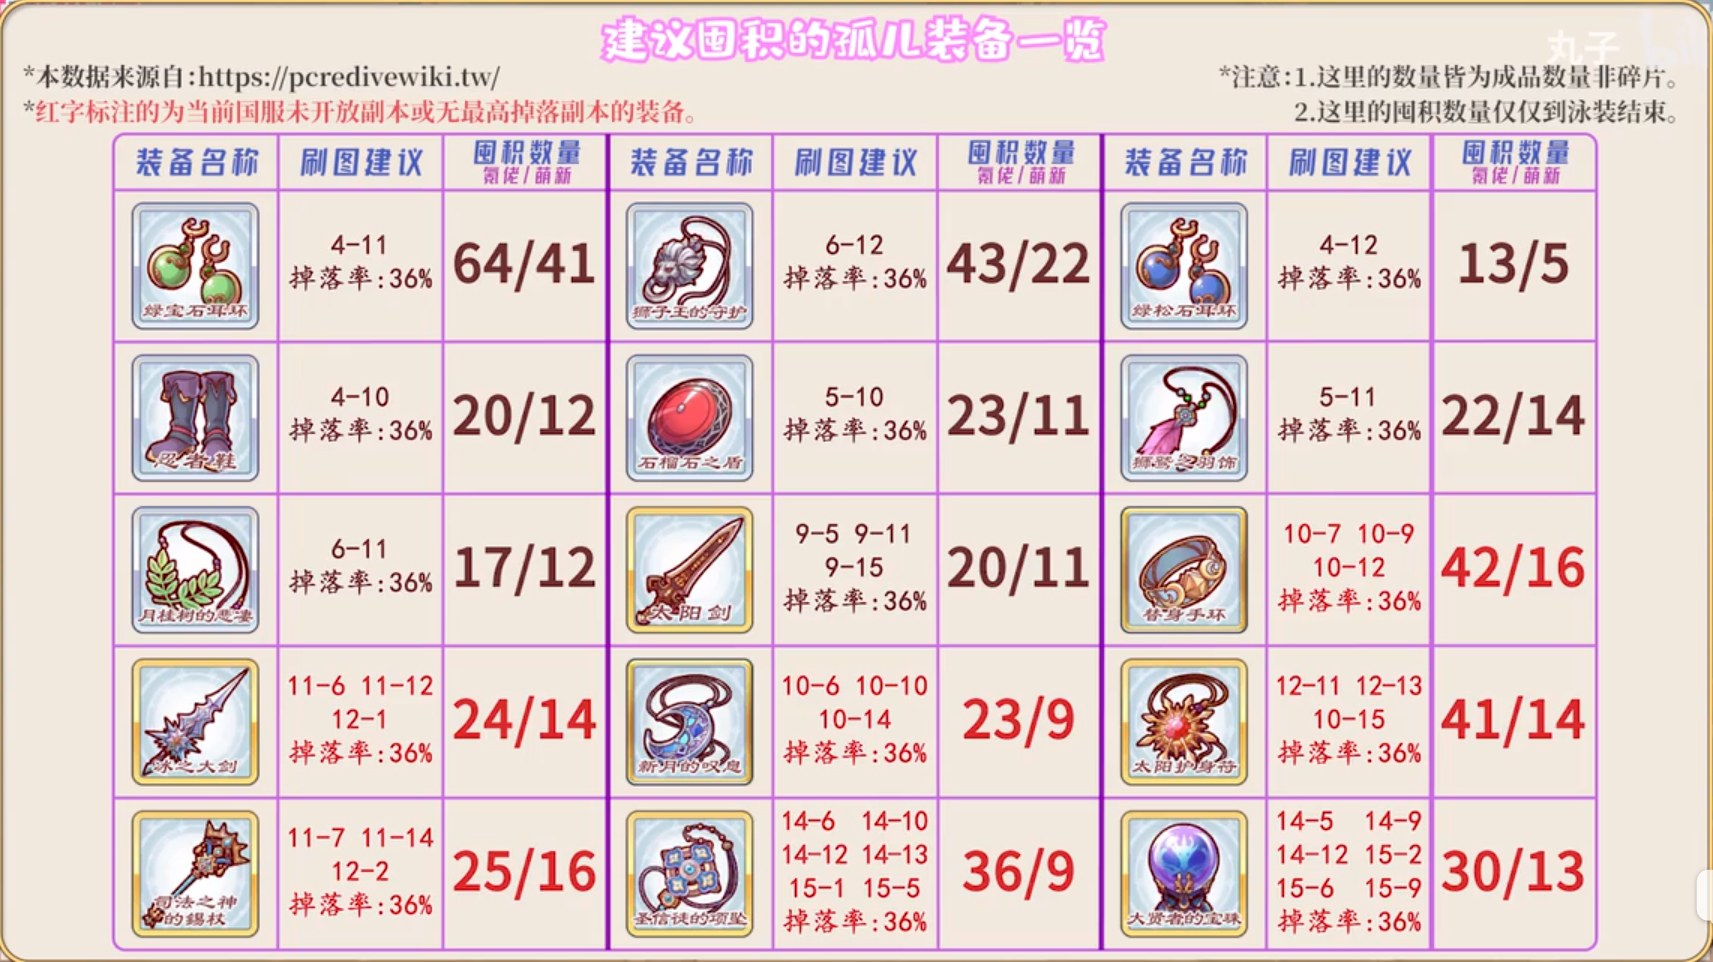 建议囤积的孤儿装备一览
丸子
*本数据来源自:https://pcredivewiki.tw/
*红字标注的为当前国服未开放副本或无最高掉落副本的装备。
*注意:1.这里的数量皆为成品数量非碎片。
2.这里的囤积数量仅仅到泳装结束。
装备名称 刷图建议 囤积数量 装备名称 刷图建议 囤积数量 装备名称 刷图建议 囤积数量
氪佬/萌新 氪佬/萌新 氪佬/萌新
绿宝石耳环
4-11
掉落率:36%
64/41
狮子王的守护
6-12
掉落率:36%
43/22
绿松石耳环
4-12
掉落率:36%
13/5
忍者鞋
4-10
掉落率:36%
20/12
石榴石之盾
5-10
掉落率:36%
23/11
狮鹫之羽饰
5-11
掉落率:36%
22/14
月桂树的悲凄
6-11
掉落率:36%
17/12
太阳剑
9-5 9-11
9-15
掉落率:36%
20/11
替身手环
10-7 10-9
10-12
掉落率:36%
42/16
冰之大剑
11-6 11-12
12-1
掉落率:36%
24/14
新月的叹息
10-6 10-10
10-14
掉落率:36%
23/9
太阳护身符
12-11 12-13
10-15
掉落率:36%
41/14
司法之神
的錫杖
11-7 11-14
12-2
掉落率:36%
25/16
圣信徒的项坠
14-6 14-10
14-12 14-13
15-1 15-5
掉落率:36%
36/9
大贤者的宝珠
14-5 14-9
14-12 15-2
15-6 15-9
掉落率:36%
30/13